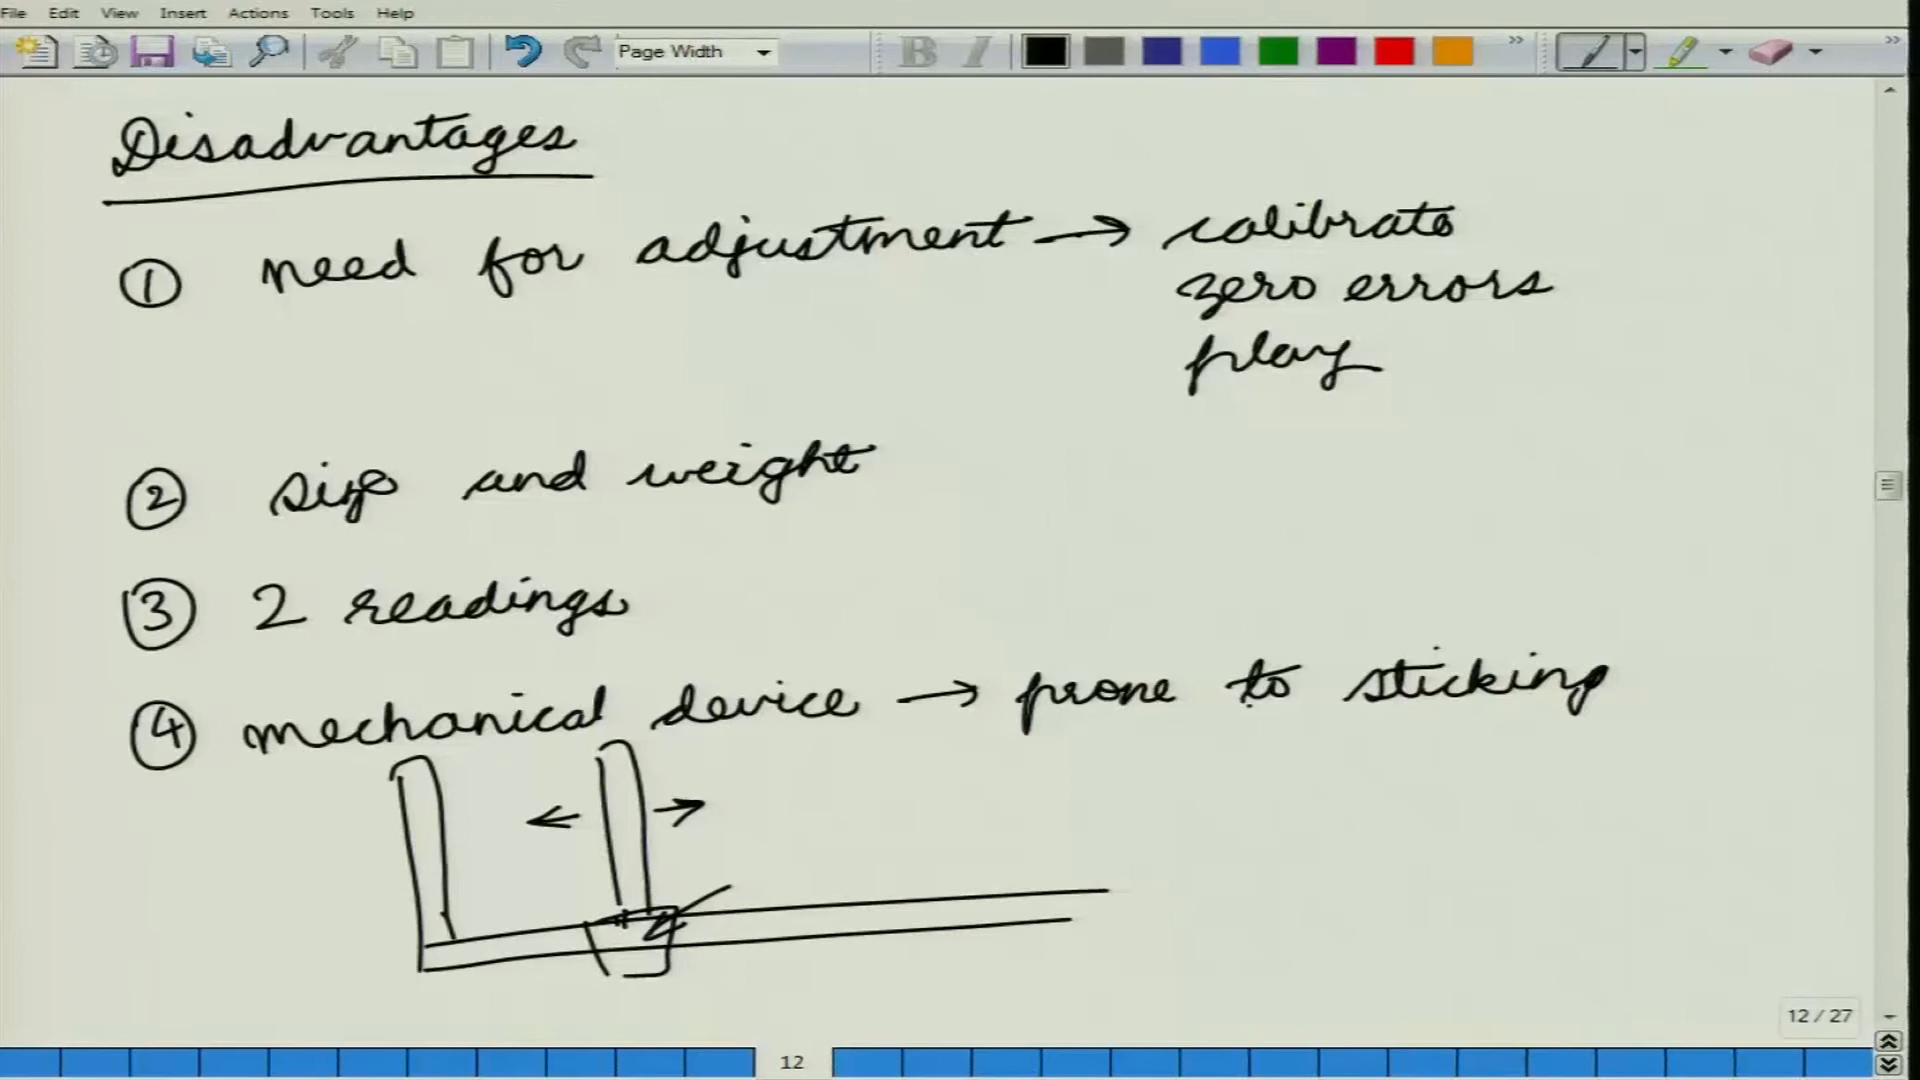 File Edit View Insert Actions Tools Help
Page Width
Disadvantages
① need for adjustment → calibrate
zero errors
play
② size and weight
③ 2 readings
④ mechanical device → prone to sticking
12 / 27
12